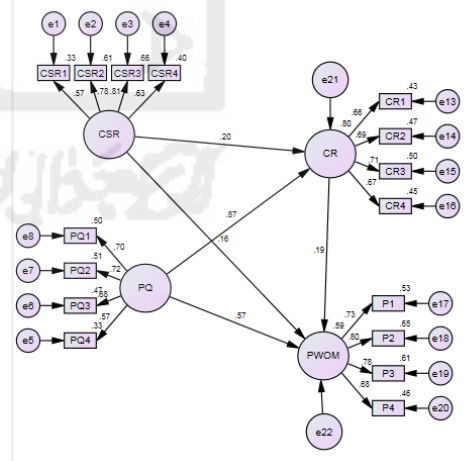 e1 e2 e3 e4
.33 .61 .66 .40
CSR1 CSR2 CSR3 CSR4
.57 .78 .81 .63
CSR
e21
.20
.80
CR
.43
.66 CR1 e13
.47
.69 CR2 e14
.50
.71 CR3 e15
.45
.67 CR4 e16
.87
.16
.19
.50
e8 PQ1 .70
.51
e7 PQ2 .72
.47
e6 PQ3 .68
.57
.33
e5 PQ4
PQ
.57
.59
PWOM
.53
.73 P1 e17
.65
.80 P2 e18
.61
.78 P3 e19
.46
.68 P4 e20
e22